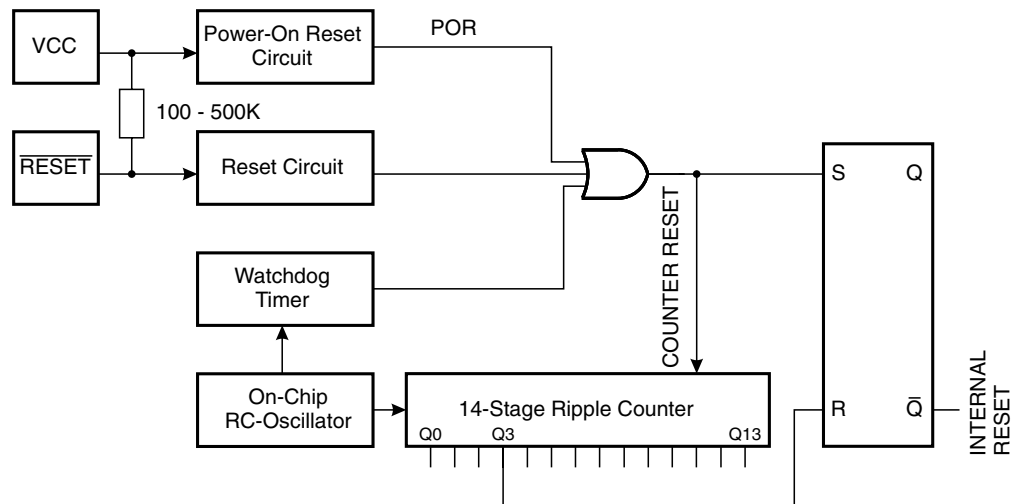 VCC
Power-On Reset
Circuit
POR
100 - 500K
RESET
Reset Circuit
S
Q
COUNTER RESET
Watchdog
Timer
On-Chip
RC-Oscillator
14-Stage Ripple Counter
Q0
Q3
Q13
R
Q̅
INTERNAL
RESET